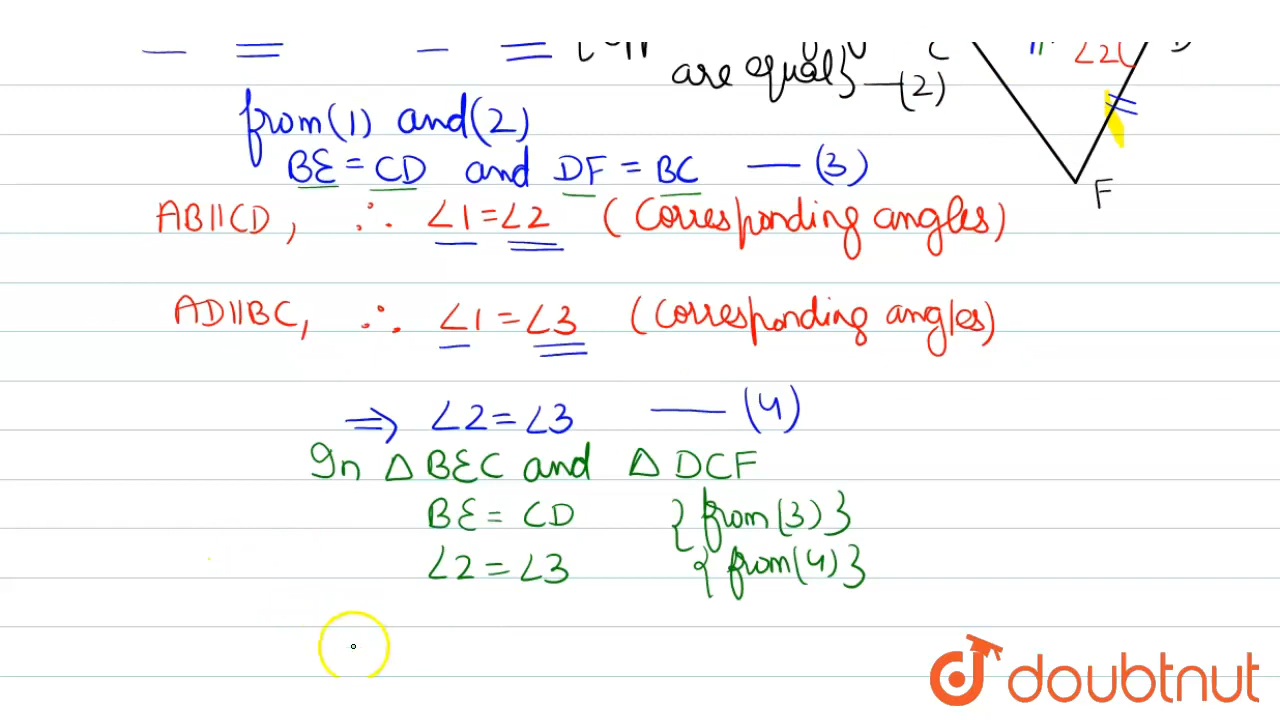 C ∠2 D
are equal} —(2)
from (1) and (2)
BE = CD and DF = BC — (3)
F
AB||CD, ∴ ∠1=∠2 (Corresponding angles)
AD||BC, ∴ ∠1=∠3 (Corresponding angles)
⇒ ∠2=∠3 — (4)
In △ BEC and △ DCF
BE = CD {from (3)}
∠2 = ∠3 {from (4)}
doubtnut